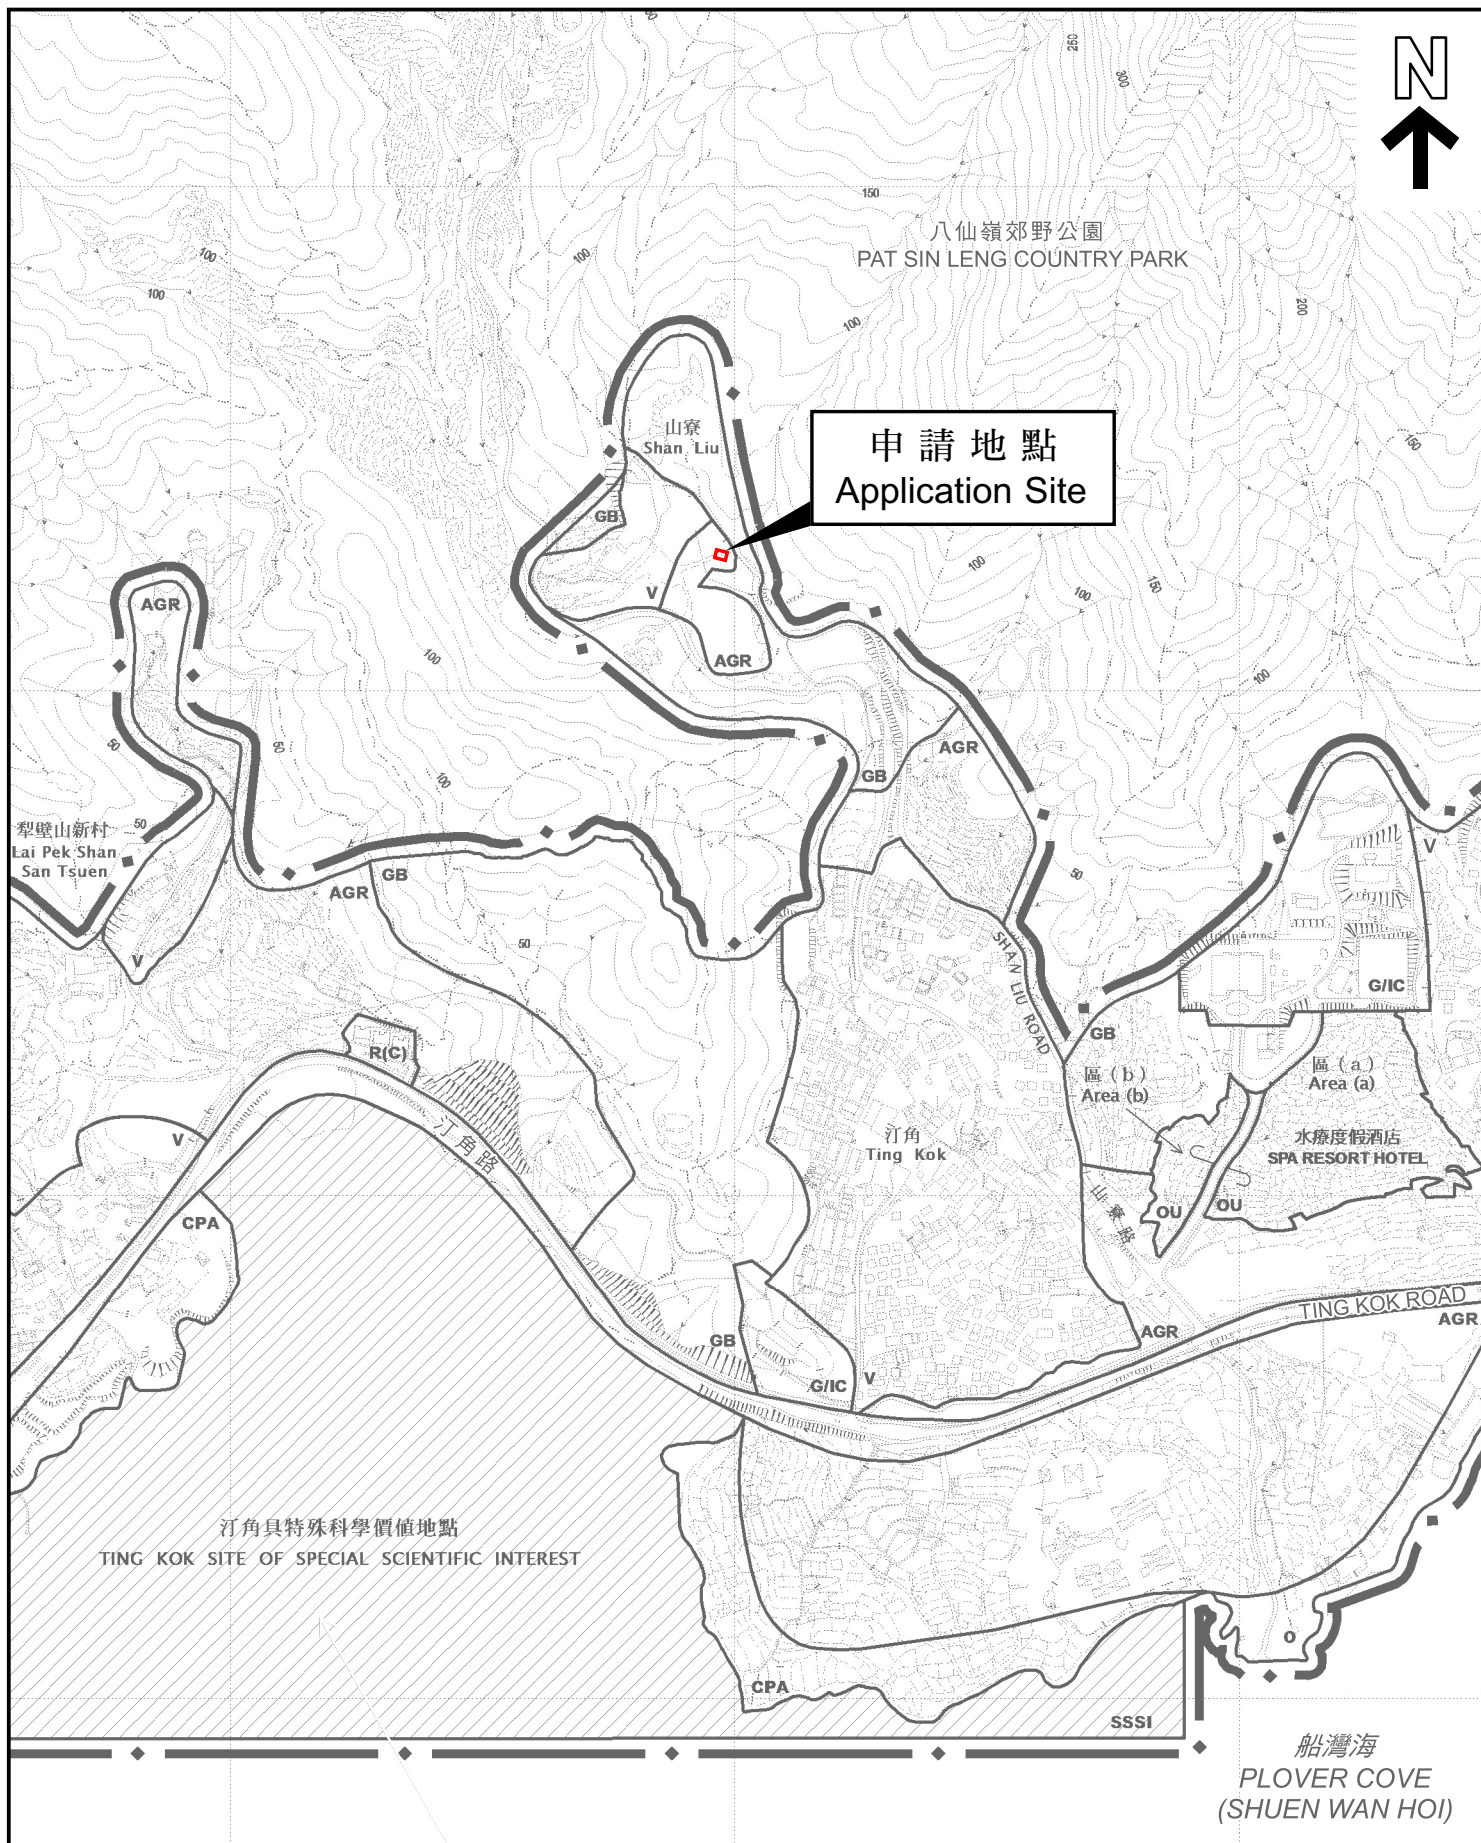 N
250
300
150
八仙嶺郊野公園
PAT SIN LENG COUNTRY PARK
100
100
100
200
100
山寮
Shan Liu
申請地點
Application Site
150
GB
100
150
100
V
AGR
100
AGR
100
50
50
100
AGR
GB
犁壁山新村
Lai Pek Shan
San Tsuen
50
V
50
GB
AGR
50
V
SHAN LIU ROAD
G/IC
GB
R(C)
區（a）
Area (a)
區（b）
Area (b)
汀角路
V
汀角
Ting Kok
水療度假酒店
SPA RESORT HOTEL
山寮路
OU
OU
CPA
TING KOK ROAD
AGR
AGR
GB
G/IC
V
汀角具特殊科學價值地點
TING KOK SITE OF SPECIAL SCIENTIFIC INTEREST
O
CPA
SSSI
船灣海
PLOVER COVE
(SHUEN WAN HOI)